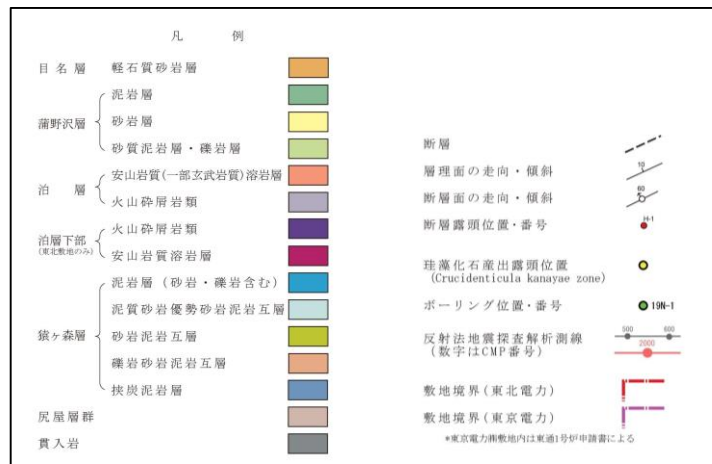 凡 例
目名層 軽石質砂岩層
蒲野沢層
泥岩層
砂岩層
砂質泥岩層・礫岩層
泊 層
安山岩質(一部玄武岩質)溶岩層
火山砕屑岩類
泊層下部
(東北敷地のみ)
火山砕屑岩類
安山岩質溶岩層
猿ヶ森層
泥岩層(砂岩・礫岩含む)
泥質砂岩優勢砂岩泥岩互層
砂岩泥岩互層
礫岩砂岩泥岩互層
挟炭泥岩層
尻屋層群
貫入岩
断層
層理面の走向・傾斜
10
断層面の走向・傾斜
60
断層露頭位置・番号
H-1
珪藻化石産出露頭位置
(Crucidenticula kanayae zone)
ボーリング位置・番号
19N-1
反射法地震探査解析測線
(数字はCMP番号)
500 600
2000
敷地境界(東北電力)
敷地境界(東京電力)
*東京電力㈱敷地内は東通1号炉申請書による